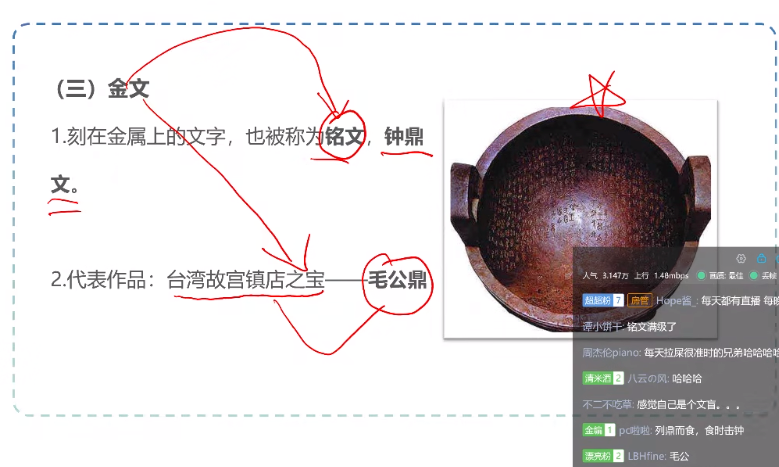 （三）金文
1.刻在金属上的文字，也被称为铭文，钟鼎
文。
2.代表作品：台湾故宫镇店之宝——毛公鼎
人气 3.147万 上行 1.48mbps 画质: 最佳 丢帧
超超粉 7 房管 Hope酱_: 每天都有直播 每晚
谭小饼干: 铭文满级了
周杰伦piano: 每天拉屎很准时的兄弟哈哈哈哈
清米酒 2 八云の风: 哈哈哈
不二不吃草: 感觉自己是个文盲。。。
金输 1 pc啦啦: 列鼎而食，食时击钟
漂亮粉 2 LBHfine: 毛公